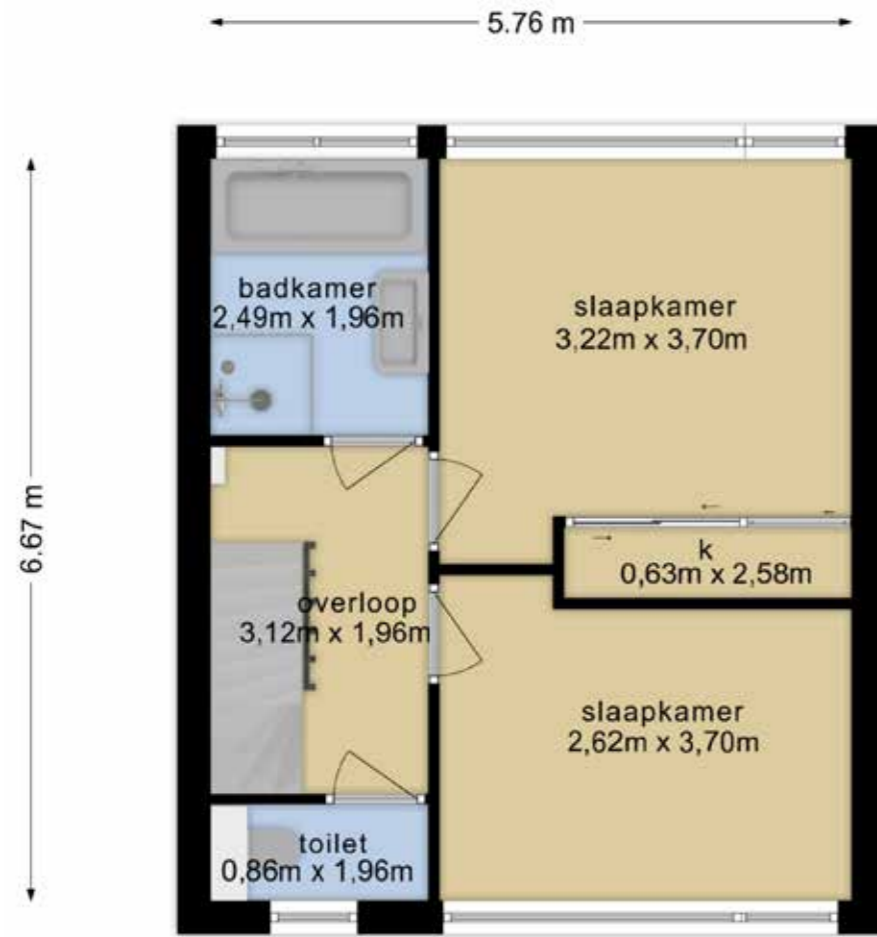 5.76 m
badkamer
2,49m x 1,96m
slaapkamer
3,22m x 3,70m
6.67 m
k
0,63m x 2,58m
overloop
3,12m x 1,96m
slaapkamer
2,62m x 3,70m
toilet
0,86m x 1,96m